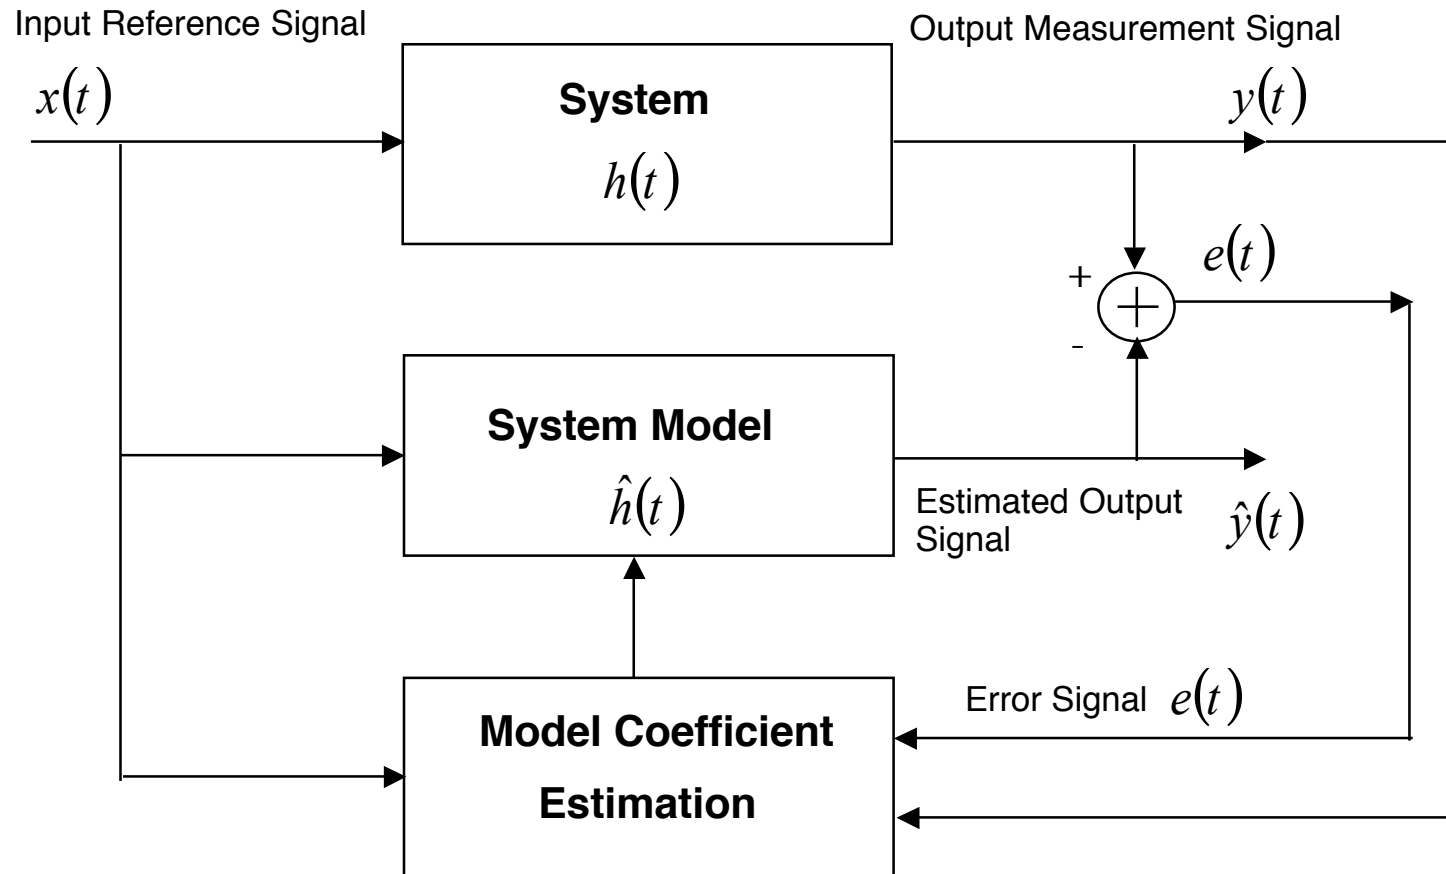 Input Reference Signal
Output Measurement Signal
x(t)
System
y(t)
h(t)
e(t)
+
+
-
System Model
ĥ(t)
Estimated Output
Signal
ŷ(t)
Error Signal e(t)
Model Coefficient
Estimation